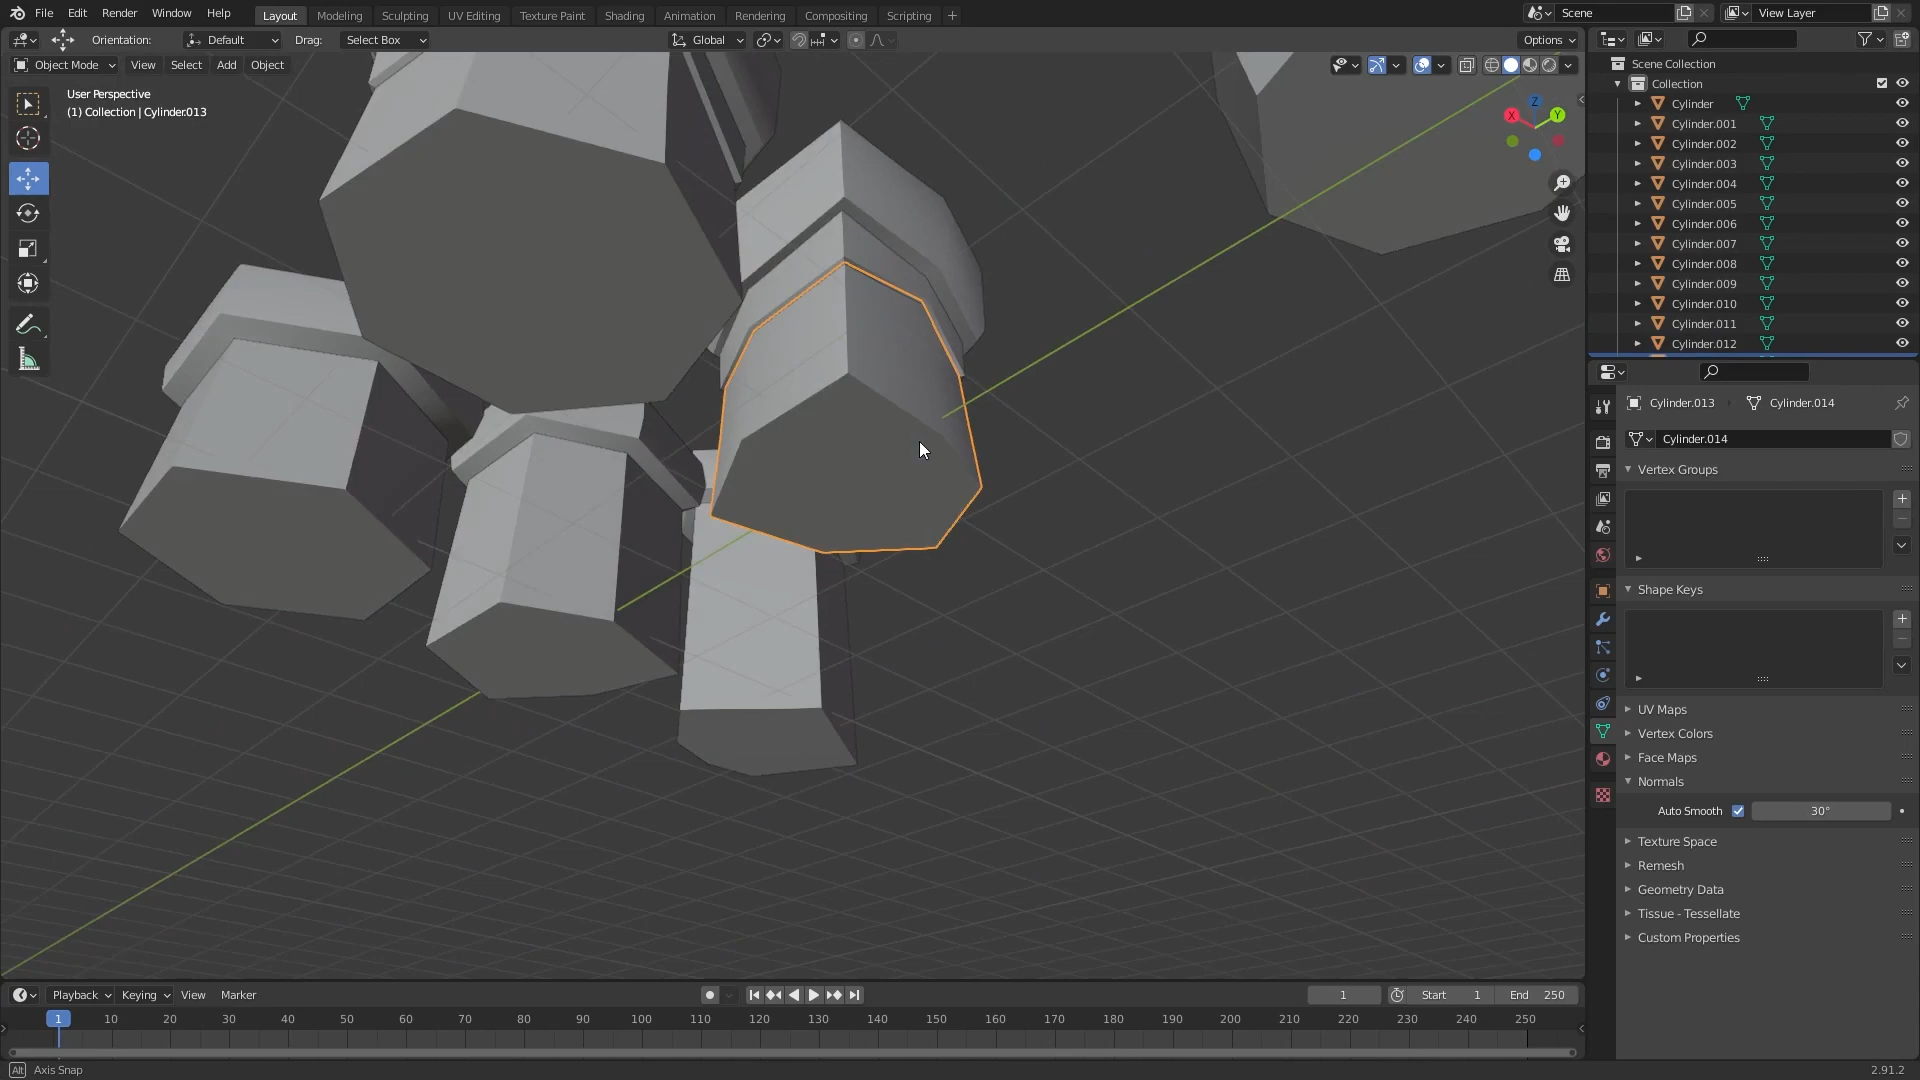 File Edit Render Window Help Layout Modeling Sculpting UV Editing Texture Paint Shading Animation Rendering Compositing Scripting + Scene View Layer
Orientation: Default Drag: Select Box Global Options
Object Mode View Select Add Object
User Perspective
(1) Collection | Cylinder.013
X Y Z
Scene Collection
Collection
Cylinder
Cylinder.001
Cylinder.002
Cylinder.003
Cylinder.004
Cylinder.005
Cylinder.006
Cylinder.007
Cylinder.008
Cylinder.009
Cylinder.010
Cylinder.011
Cylinder.012
Cylinder.013 Cylinder.014
Cylinder.014
Vertex Groups
Shape Keys
UV Maps
Vertex Colors
Face Maps
Normals
Auto Smooth 30°
Texture Space
Remesh
Geometry Data
Tissue - Tessellate
Custom Properties
Playback Keying View Marker 1 Start 1 End 250
1 10 20 30 40 50 60 70 80 90 100 110 120 130 140 150 160 170 180 190 200 210 220 230 240 250
Alt Axis Snap 2.91.2